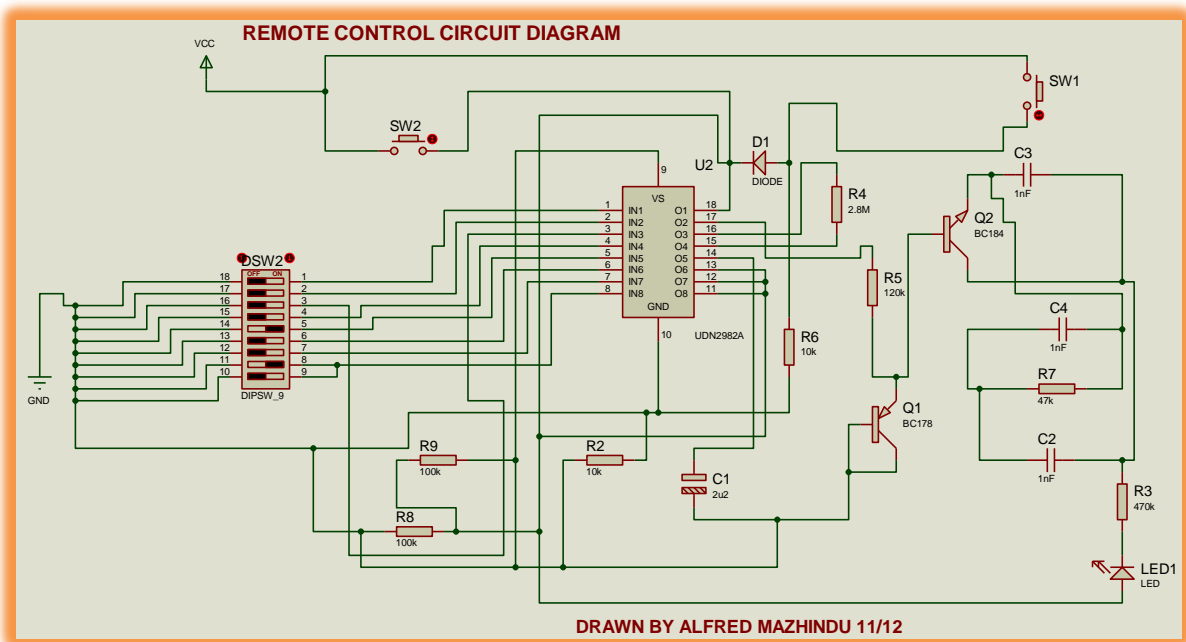 REMOTE CONTROL CIRCUIT DIAGRAM
VCC
SW1
SW2
D1
DIODE
U2
C3
1nF
9
VS
R4
2.8M
Q2
BC184
1 IN1 O1 18
2 IN2 O2 17
3 IN3 O3 16
4 IN4 O4 15
5 IN5 O5 14
6 IN6 O6 13
7 IN7 O7 12
8 IN8 O8 11
GND
10
UDN2982A
DSW2
OFF ON
18 1
17 2
16 3
15 4
14 5
13 6
12 7
11 8
10 9
DIPSW_9
GND
R5
120k
R6
10k
C4
1nF
R7
47k
Q1
BC178
C2
1nF
R9
100k
R2
10k
C1
2u2
R3
470k
R8
100k
LED1
LED
DRAWN BY ALFRED MAZHINDU 11/12